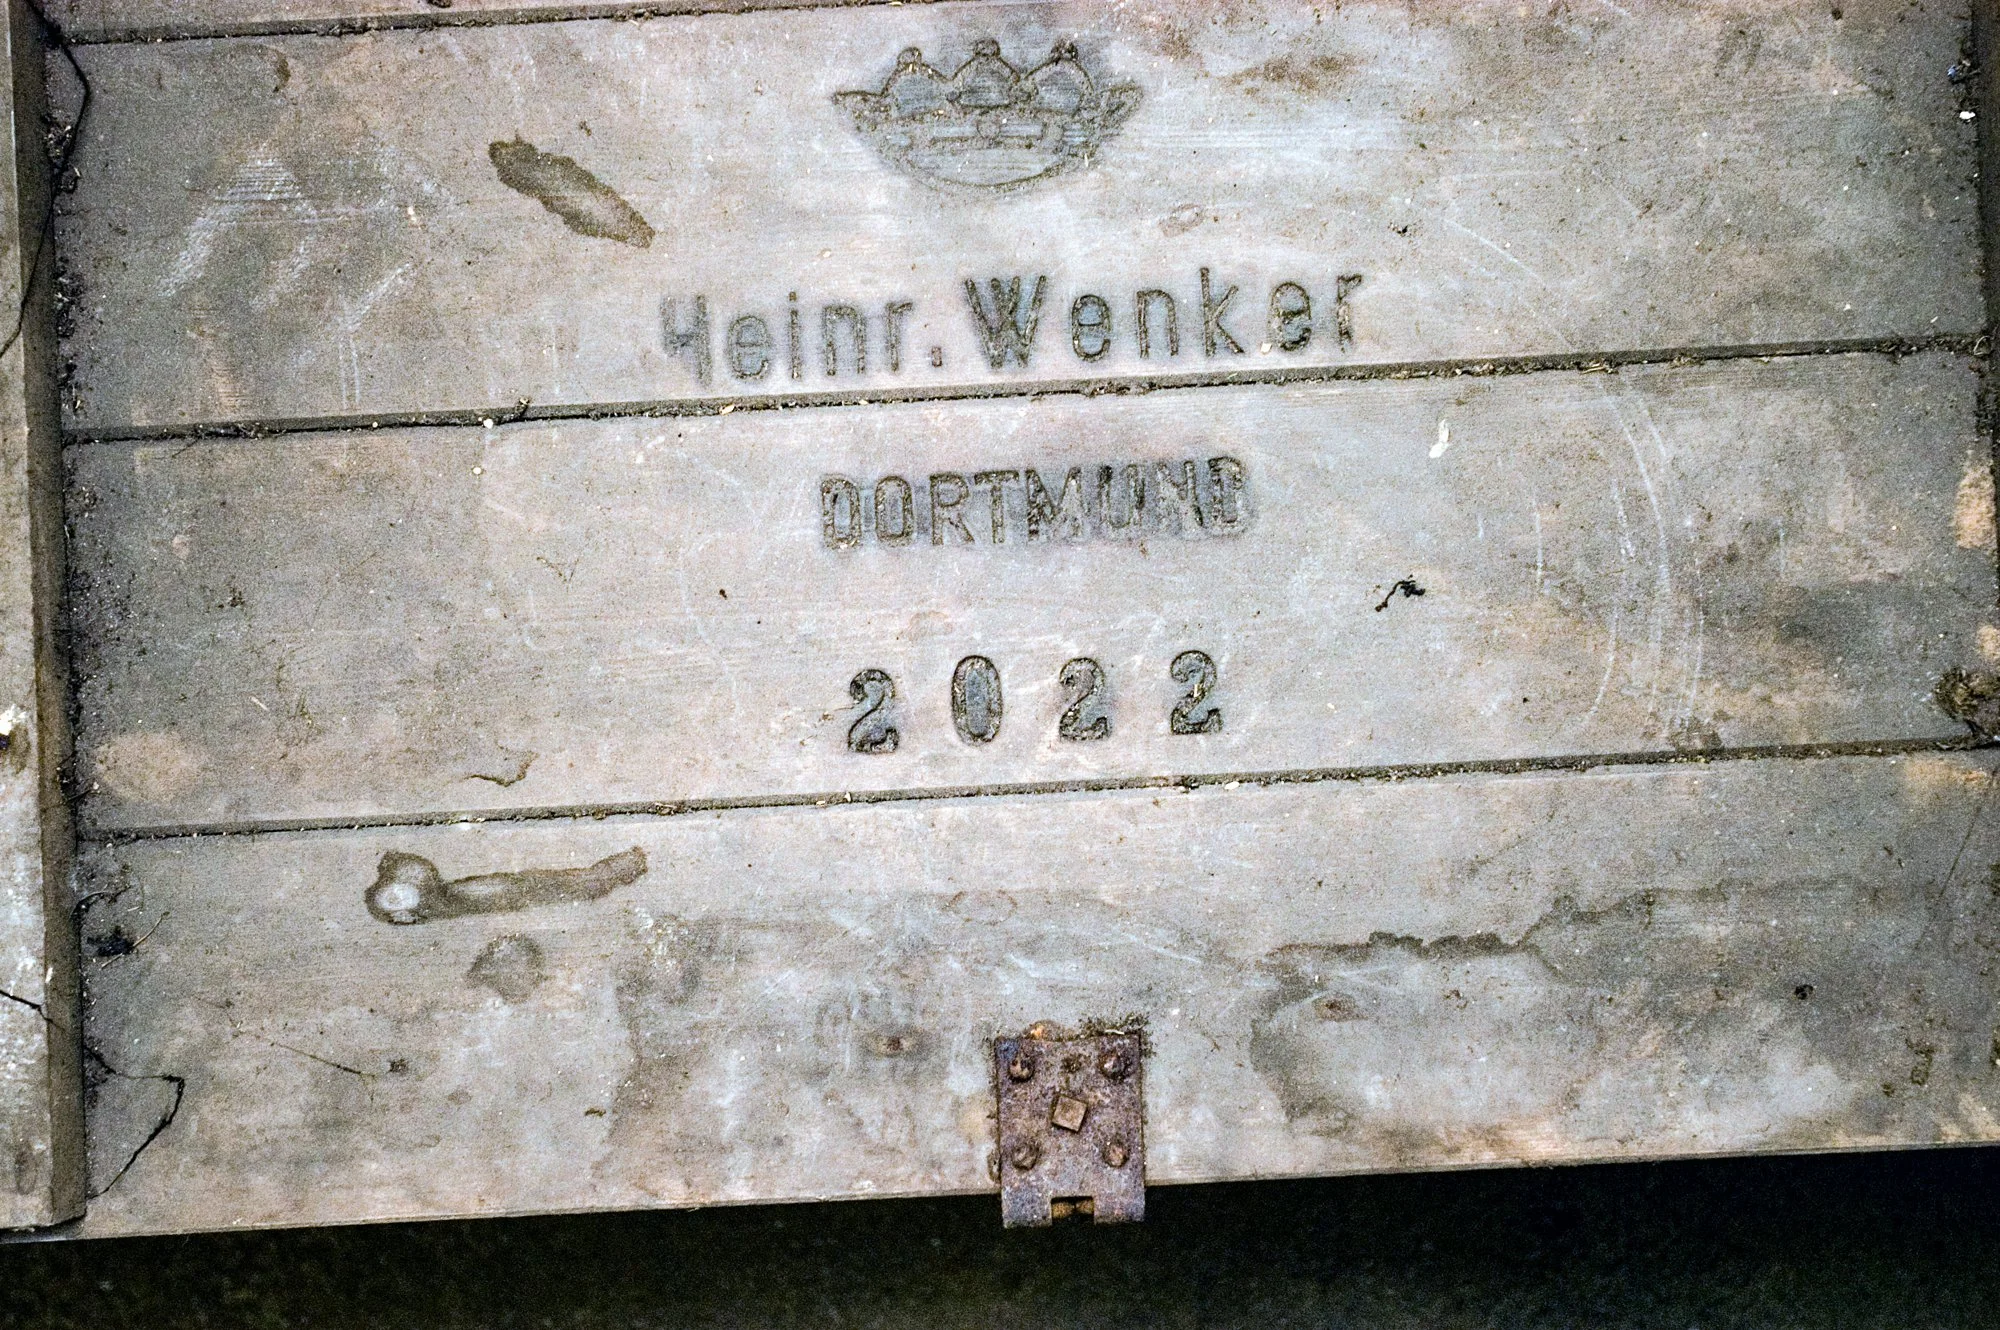 Heinr. Wenker
DORTMUND
2022